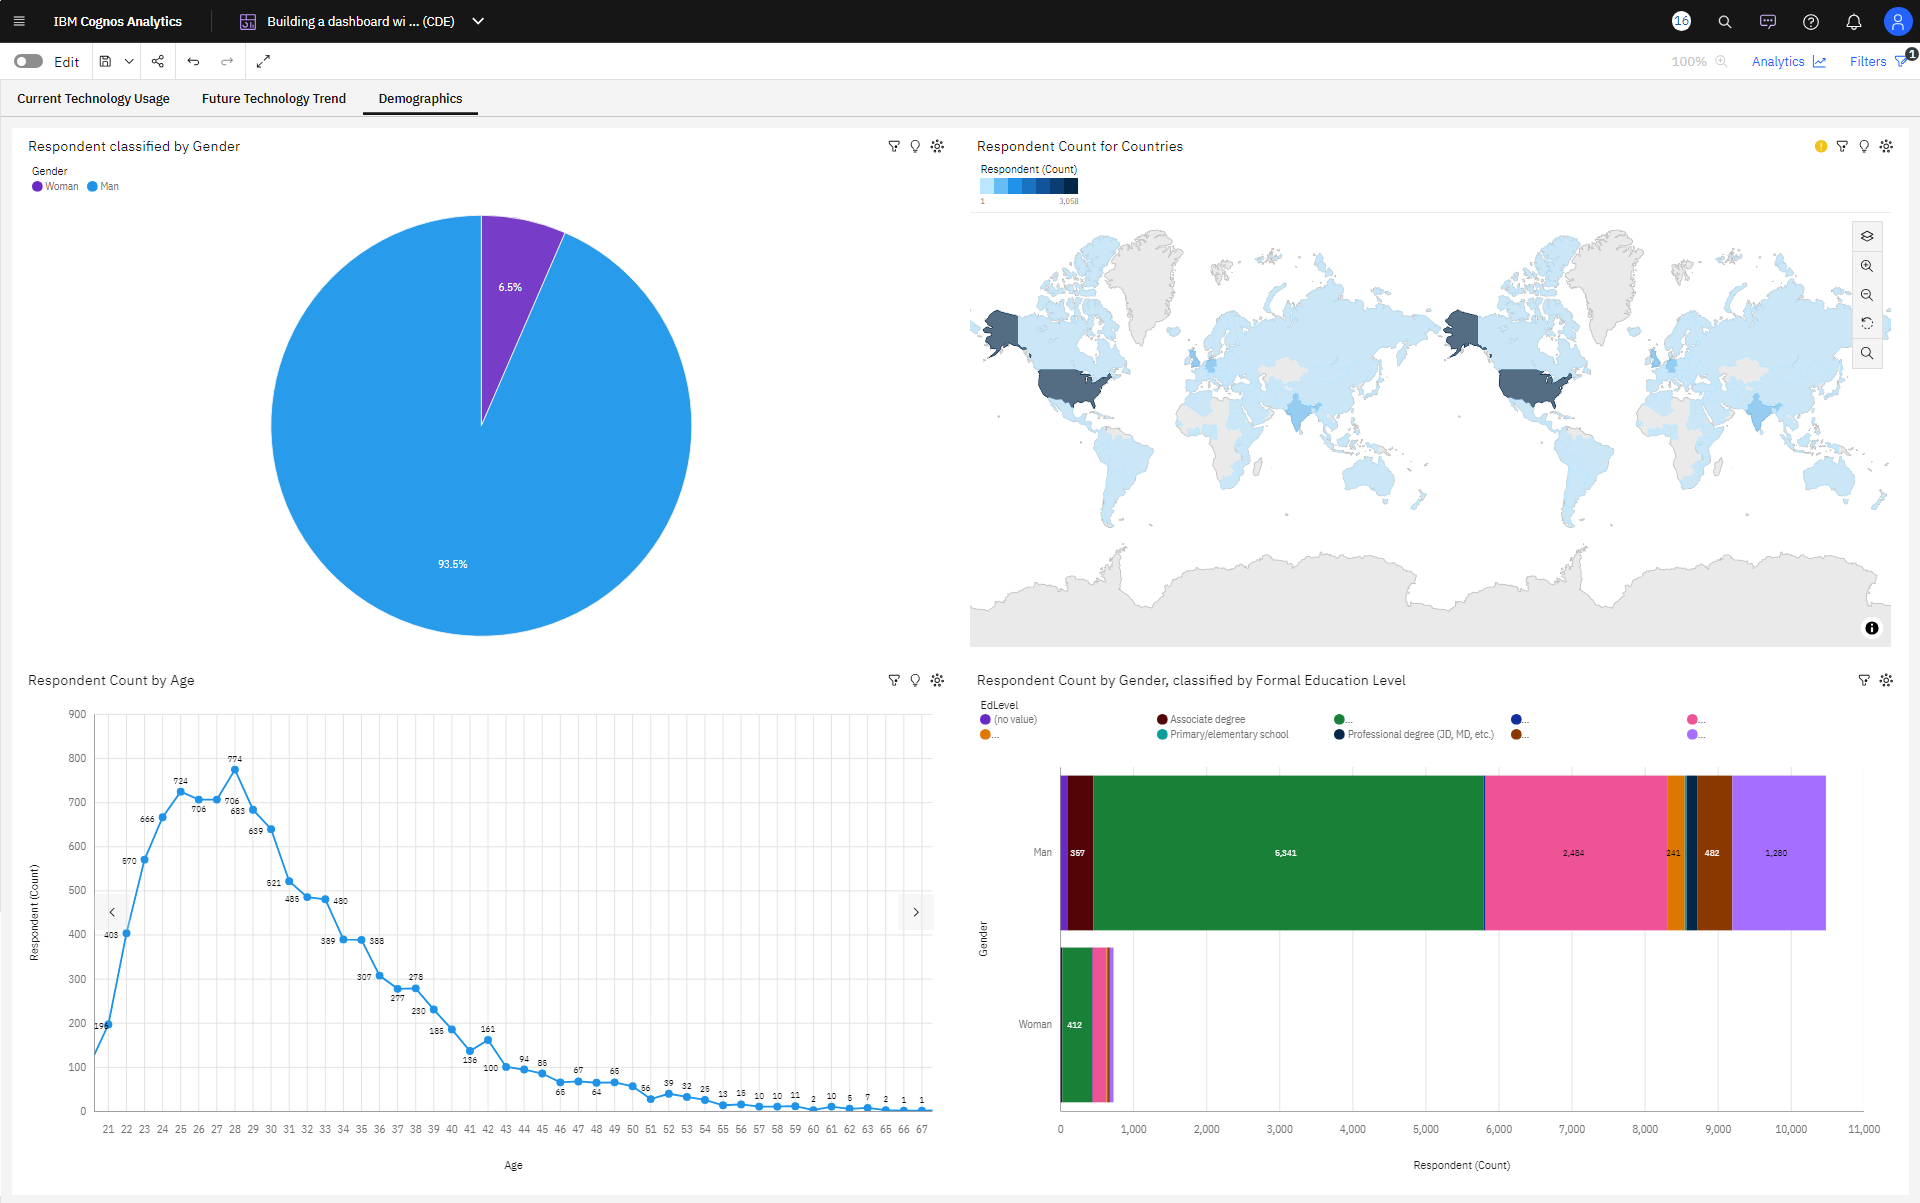 IBM Cognos Analytics
Building a dashboard wi ... (CDE)
16
Edit
100%
Analytics
Filters
1
Current Technology Usage
Future Technology Trend
Demographics
Respondent classified by Gender
Gender
Woman
Man
6.5%
93.5%
Respondent Count for Countries
Respondent (Count)
1
3,058
Respondent Count by Age
Respondent (Count)
900
800
700
600
500
400
300
200
100
0
196
403
570
666
724
706
706
774
683
639
521
485
480
389
388
307
277
278
230
185
136
161
100
94
85
65
67
64
65
56
39
32
25
13
15
10
10
11
2
10
5
7
2
1
1
21 22 23 24 25 26 27 28 29 30 31 32 33 34 35 36 37 38 39 40 41 42 43 44 45 46 47 48 49 50 51 52 53 54 55 56 57 58 59 60 61 62 63 65 66 67
Age
Respondent Count by Gender, classified by Formal Education Level
EdLevel
(no value)
Associate degree
...
...
...
...
Primary/elementary school
Professional degree (JD, MD, etc.)
...
...
Gender
Man
357
5,341
2,484
241
482
1,280
Woman
412
0 1,000 2,000 3,000 4,000 5,000 6,000 7,000 8,000 9,000 10,000 11,000
Respondent (Count)